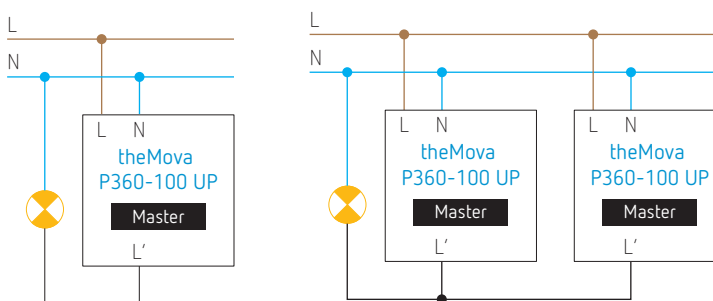 L
N
L N
theMova
P360-100 UP
Master
L’
L
N
L N
theMova
P360-100 UP
Master
L’
L N
theMova
P360-100 UP
Master
L’